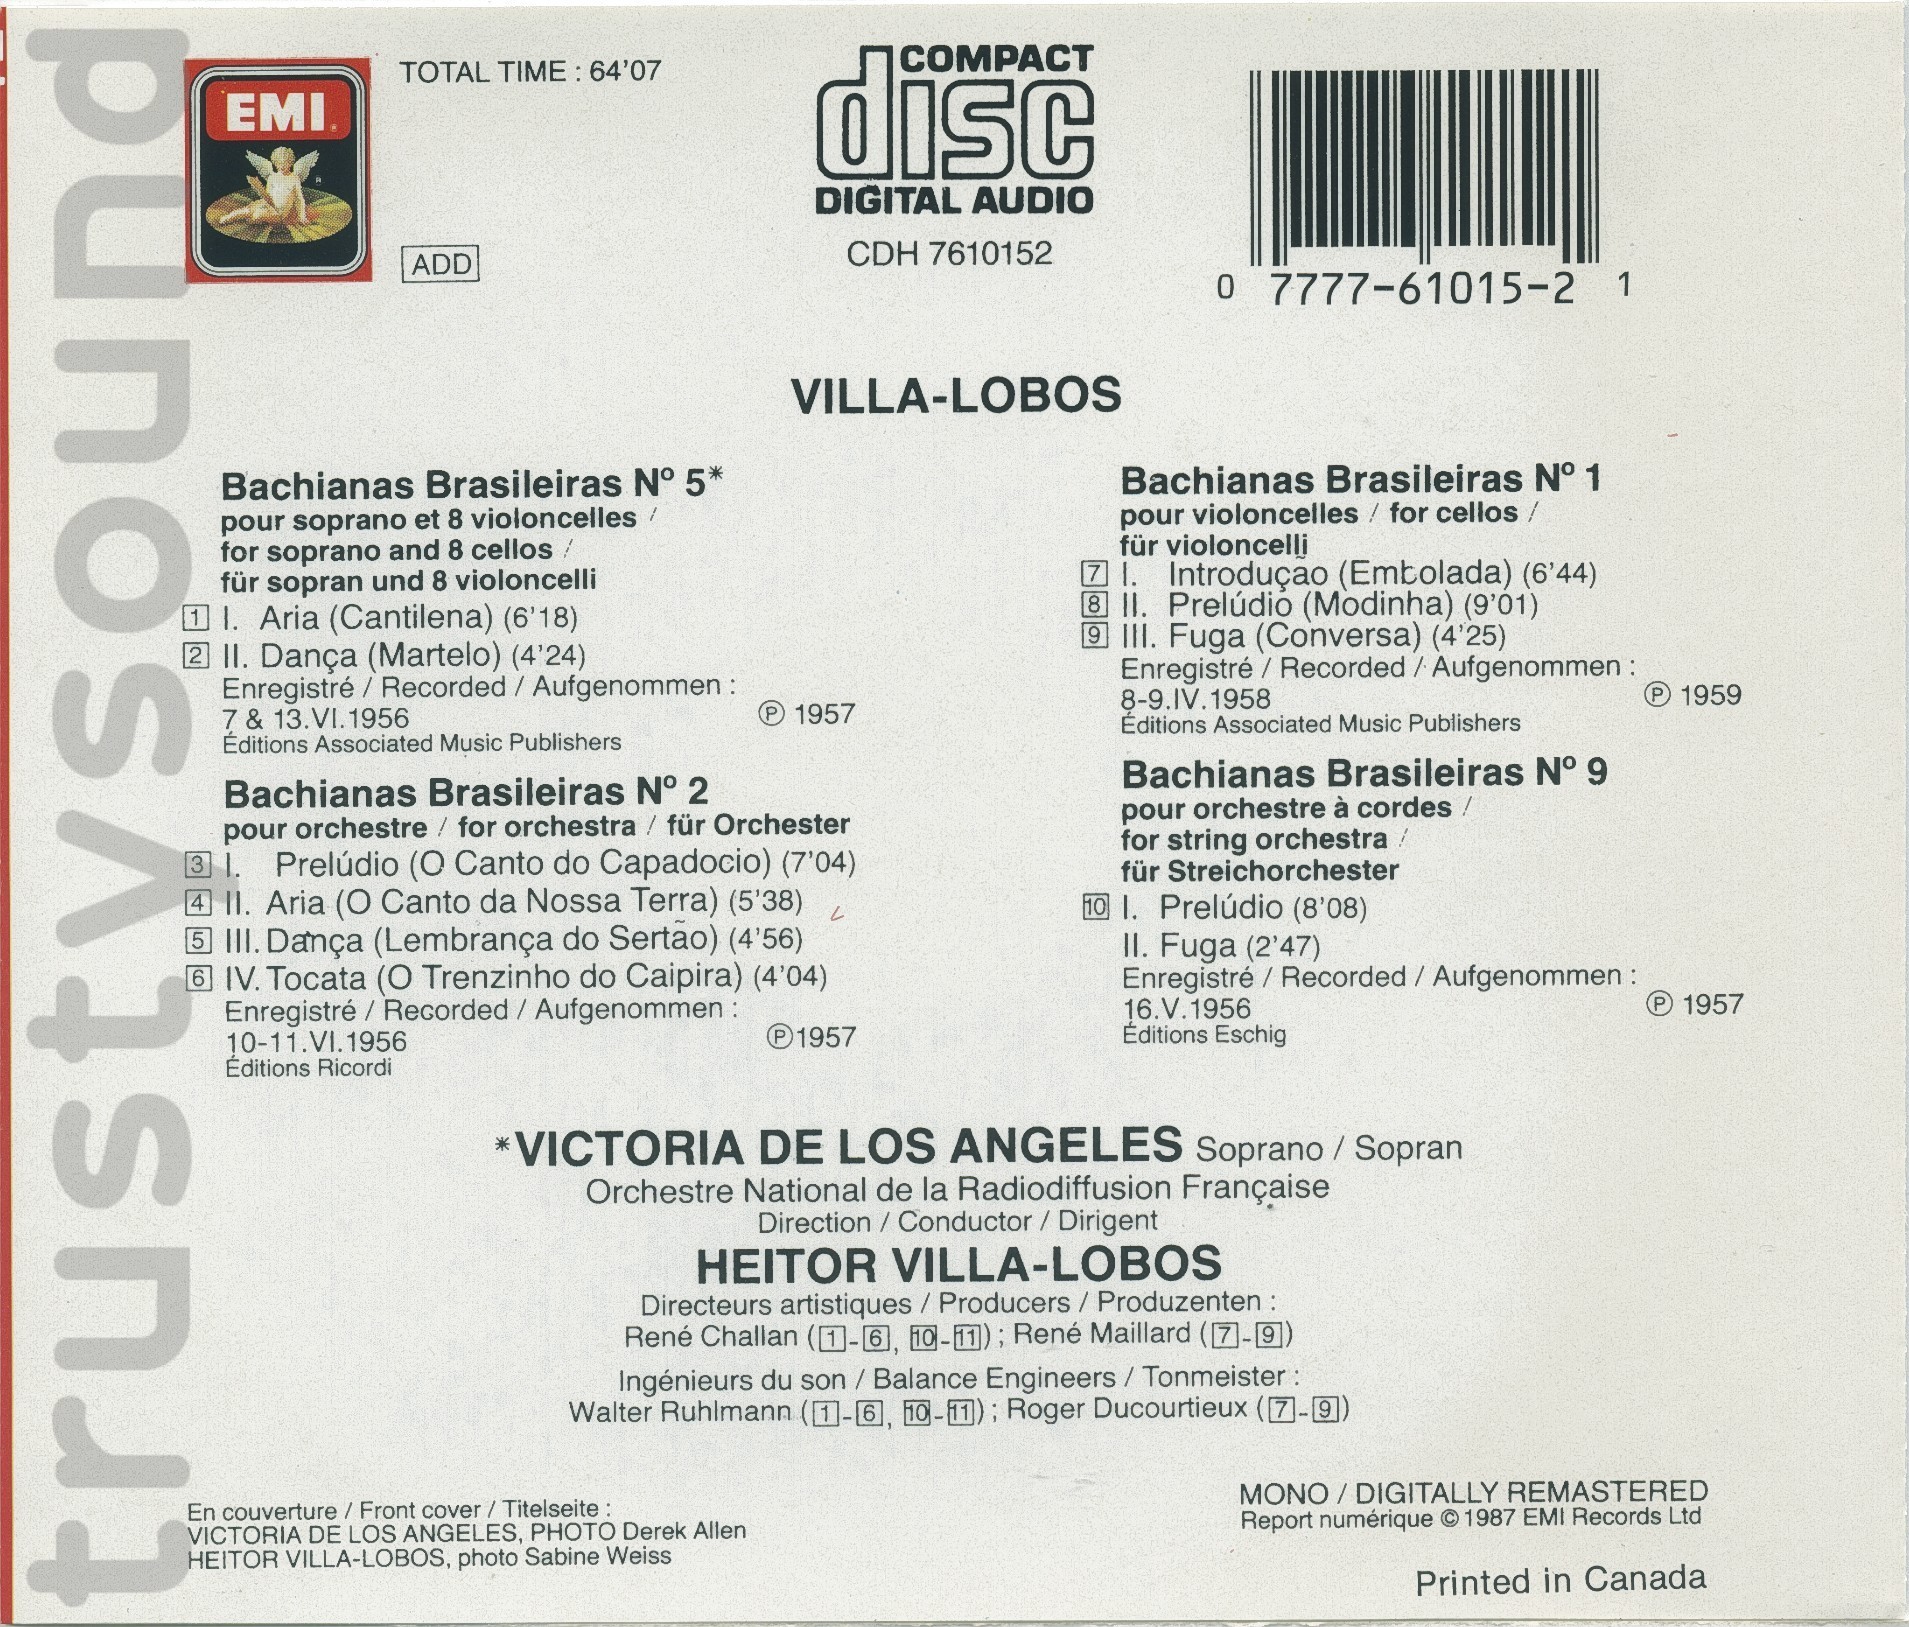 trustysound
EMI
TOTAL TIME : 64'07
ADD
COMPACT
disc
DIGITAL AUDIO
CDH 7610152
0 7777-61015-2 1
VILLA-LOBOS
Bachianas Brasileiras Nº 5*
pour soprano et 8 violoncelles /
for soprano and 8 cellos /
für sopran und 8 violoncelli
1 I. Aria (Cantilena) (6'18)
2 II. Dança (Martelo) (4'24)
Enregistré / Recorded / Aufgenommen :
7 & 13.VI.1956 ℗ 1957
Éditions Associated Music Publishers
Bachianas Brasileiras Nº 2
pour orchestre / for orchestra / für Orchester
3 I. Prelúdio (O Canto do Capadocio) (7'04)
4 II. Aria (O Canto da Nossa Terra) (5'38)
5 III. Dança (Lembrança do Sertão) (4'56)
6 IV. Tocata (O Trenzinho do Caipira) (4'04)
Enregistré / Recorded / Aufgenommen :
10-11.VI.1956 ℗1957
Éditions Ricordi
Bachianas Brasileiras Nº 1
pour violoncelles / for cellos /
für violoncelli
7 I. Introdução (Embolada) (6'44)
8 II. Prelúdio (Modinha) (9'01)
9 III. Fuga (Conversa) (4'25)
Enregistré / Recorded / Aufgenommen :
8-9.IV.1958 ℗ 1959
Éditions Associated Music Publishers
Bachianas Brasileiras Nº 9
pour orchestre à cordes /
for string orchestra /
für Streichorchester
10 I. Prelúdio (8'08)
II. Fuga (2'47)
Enregistré / Recorded / Aufgenommen :
16.V.1956 ℗ 1957
Éditions Eschig
*VICTORIA DE LOS ANGELES Soprano / Sopran
Orchestre National de la Radiodiffusion Française
Direction / Conductor / Dirigent
HEITOR VILLA-LOBOS
Directeurs artistiques / Producers / Produzenten :
René Challan (1-6, 10-11) ; René Maillard (7-9)
Ingénieurs du son / Balance Engineers / Tonmeister :
Walter Ruhlmann (1-6, 10-11) ; Roger Ducourtieux (7-9)
En couverture / Front cover / Titelseite :
VICTORIA DE LOS ANGELES, PHOTO Derek Allen
HEITOR VILLA-LOBOS, photo Sabine Weiss
MONO / DIGITALLY REMASTERED
Report numérique © 1987 EMI Records Ltd
Printed in Canada